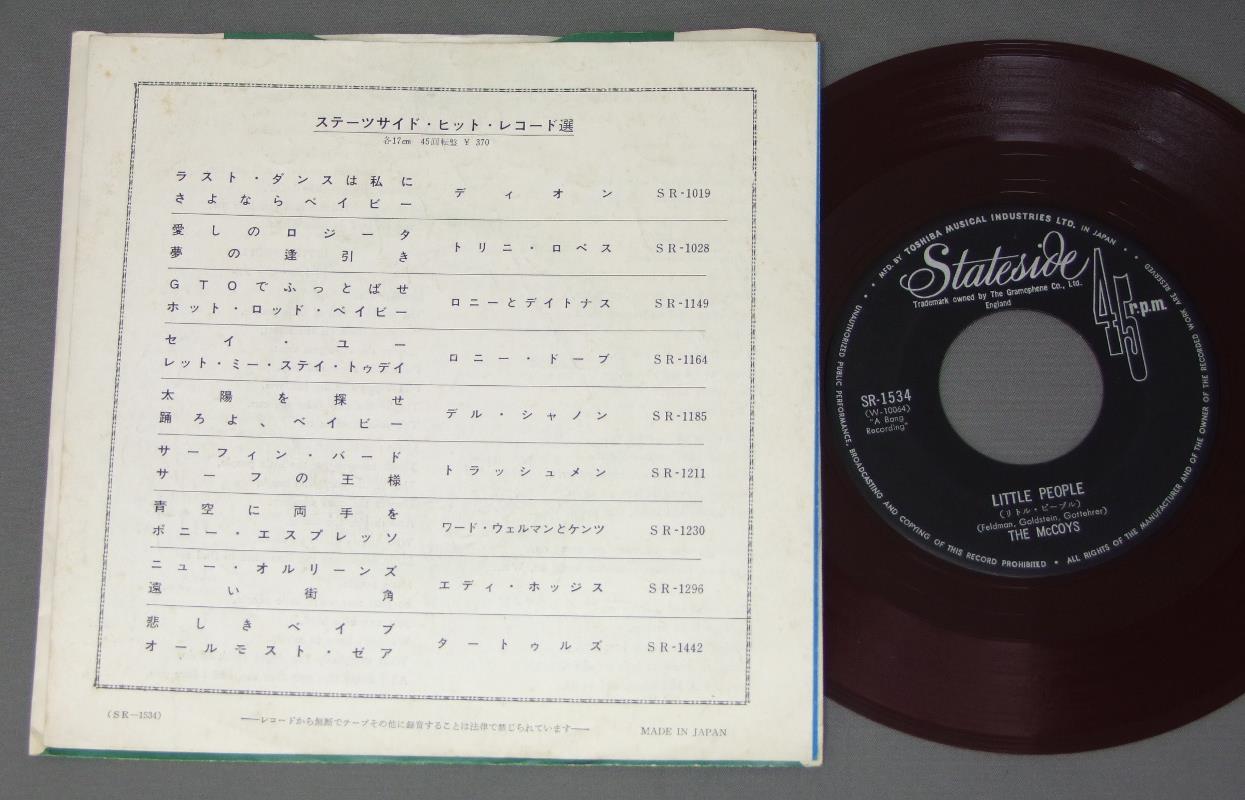 ステーツサイド・ヒット・レコード選
各17cm 45回転盤 ¥ 370
ラスト・ダンスは私に
さよならベイビー
ディオン SR-1019
愛しのロジータ
夢の逢引き
トリニ・ロペス SR-1028
GTOでぶっとばせ
ホット・ロッド・ベイビー
ロニーとデイトナス SR-1149
セイ・ユー
レット・ミー・ステイ・トゥデイ
ロニー・ドーブ SR-1164
太陽を探せ
踊ろよ、ベイビー
デル・シャノン SR-1185
サーフィン・バード
サーフの王様
トラッシュメン SR-1211
青空に両手を
ボニー・エスプレッソ
ワード・ウェルマンとケンツ SR-1230
ニュー・オルリーンズ
遠い街角
エディ・ホッジス SR-1296
悲しきベイブ
オールモスト・ゼア
タートゥルズ SR-1442
(SR—1534)
——レコードから無断でテープその他に録音することは法律で禁じられています——
MADE IN JAPAN
MFD. BY TOSHIBA MUSICAL INDUSTRIES LTD. IN JAPAN
Stateside
Trademark owned by The Gramophone Co., Ltd.
England
45 r.p.m.
SR-1534
(W-10064)
"A Bang
Recording"
LITTLE PEOPLE
(リトル・ピープル)
(Feldman, Goldstein, Gottehrer)
THE McCOYS
UNAUTHORIZED PUBLIC PERFORMANCE, BROADCASTING AND COPYING OF THIS RECORD PROHIBITED • ALL RIGHTS OF THE MANUFACTURER AND OF THE OWNER OF THE RECORDED WORK ARE RESERVED